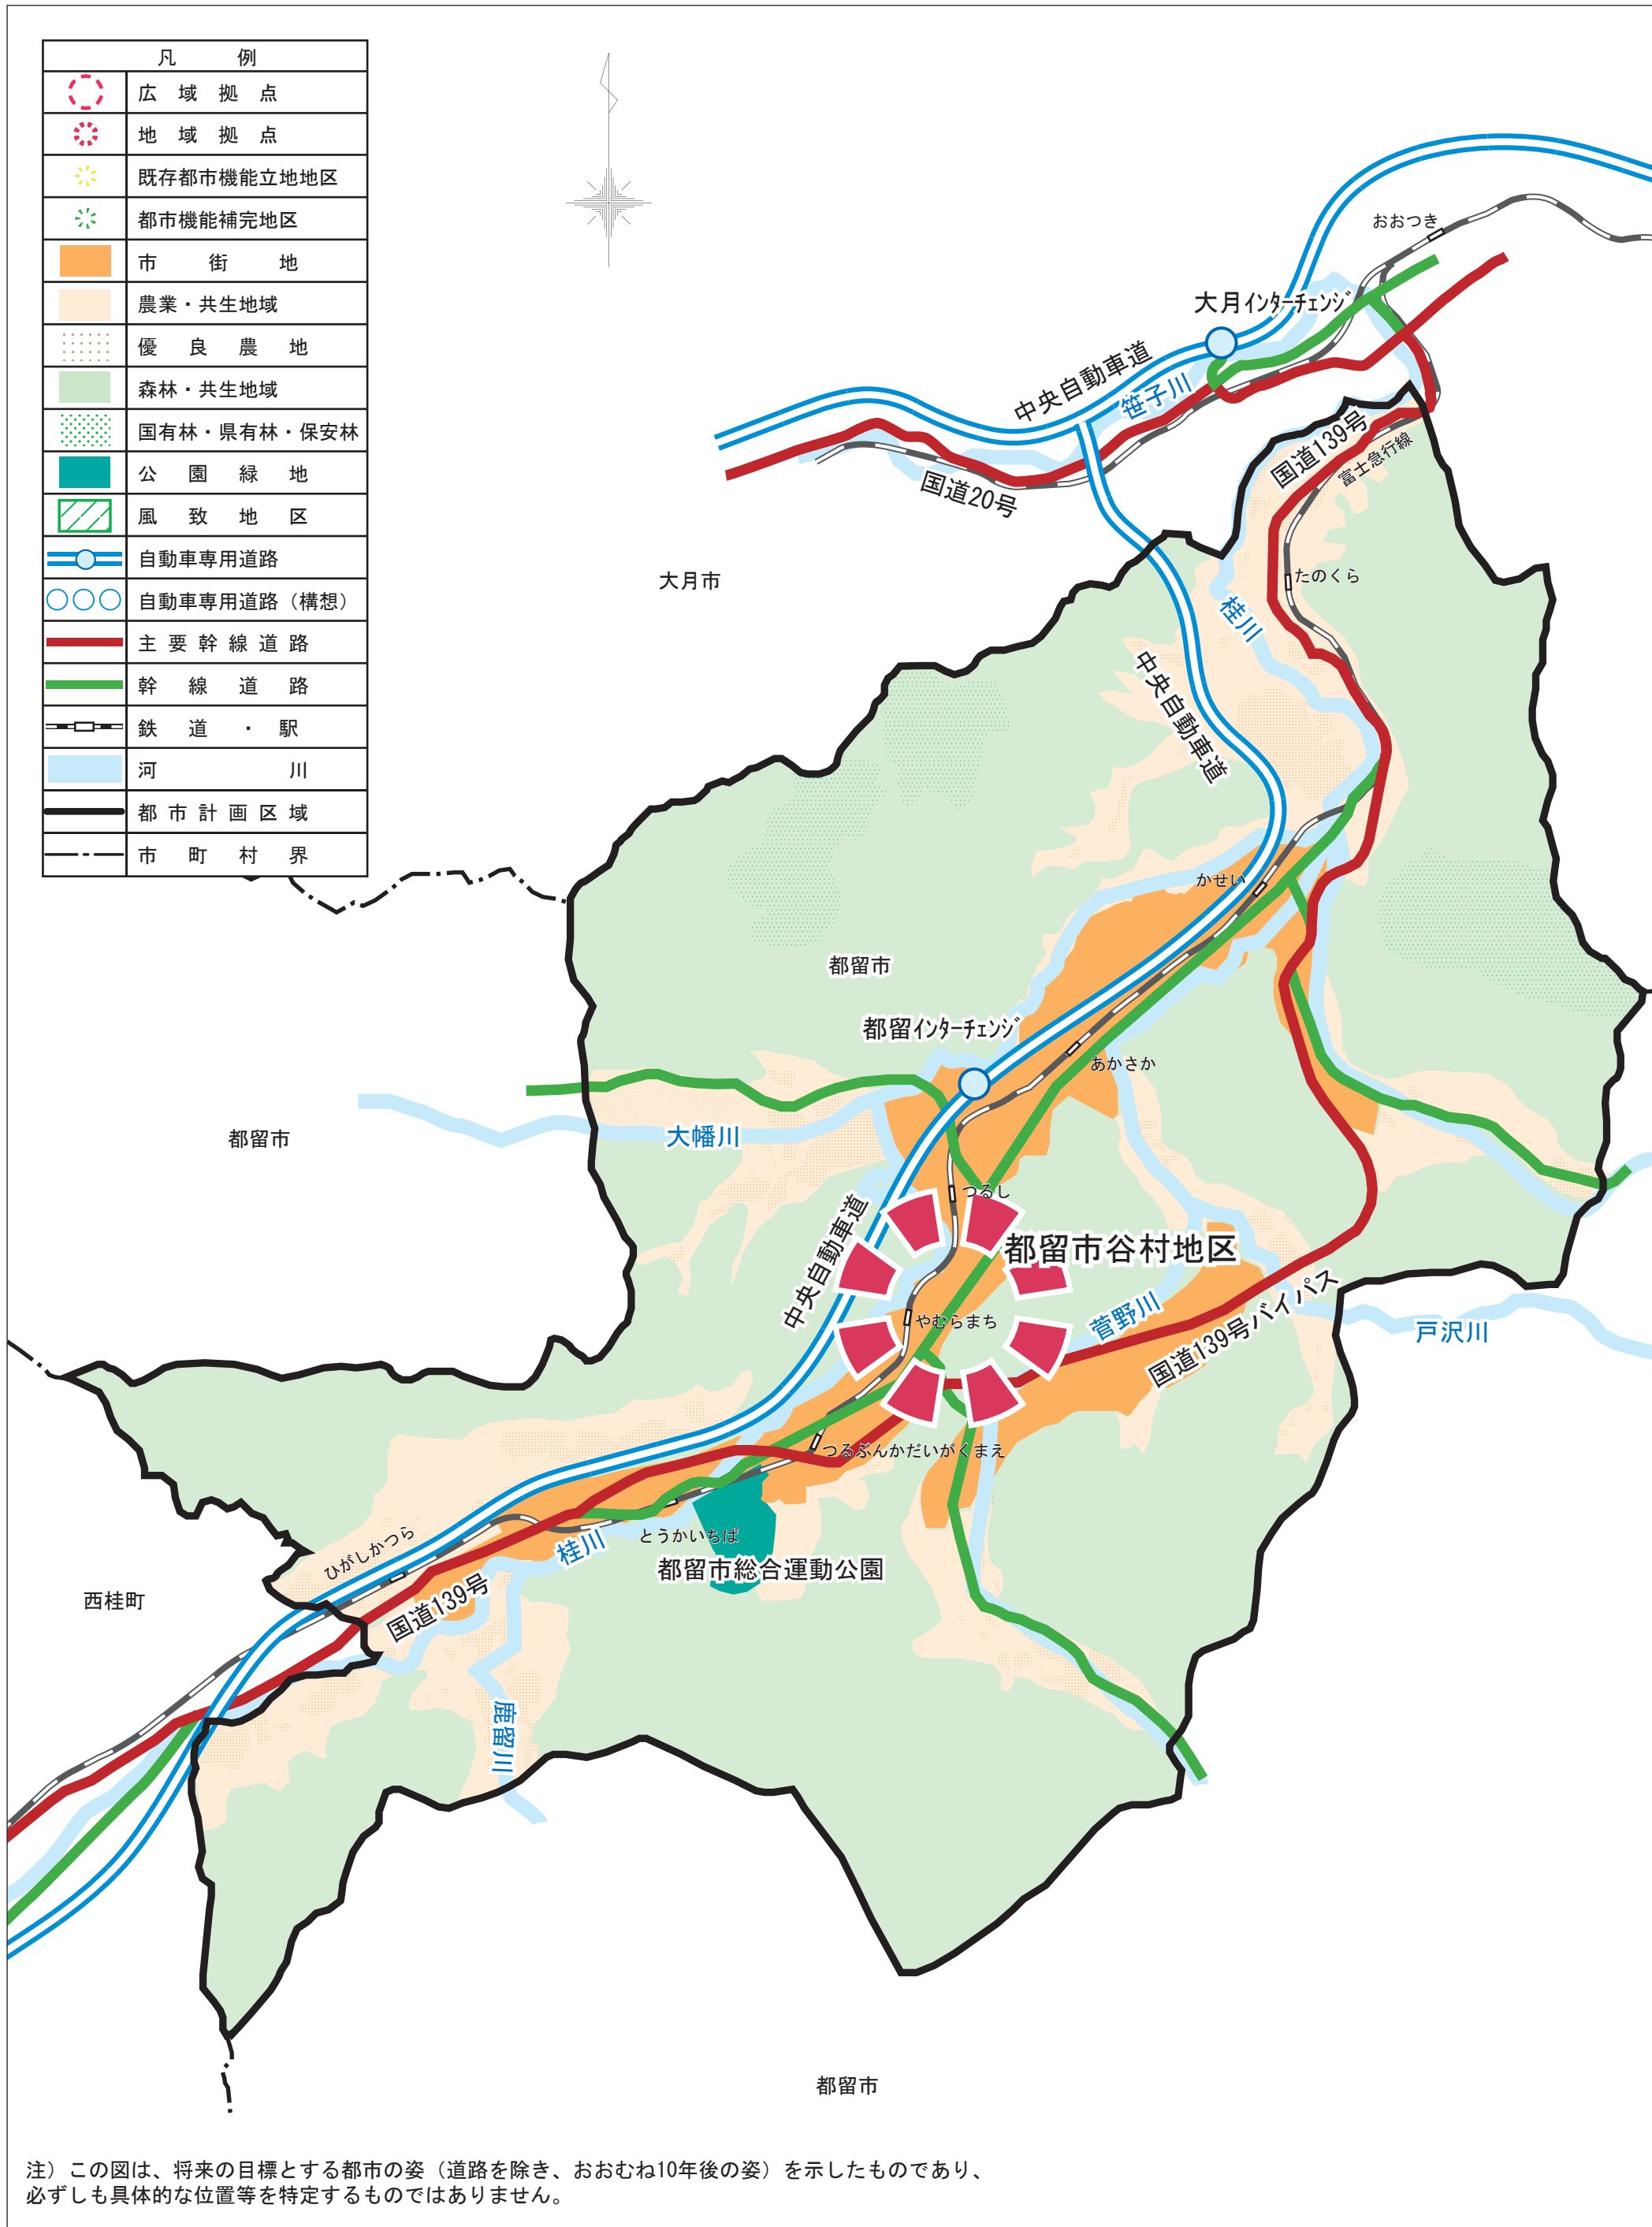 凡例
広域拠点
地域拠点
既存都市機能立地地区
都市機能補完地区
市街地
農業・共生地域
優良農地
森林・共生地域
国有林・県有林・保安林
公園緑地
風致地区
自動車専用道路
自動車専用道路（構想）
主要幹線道路
幹線道路
鉄道・駅
河川
都市計画区域
市町村界
おおつき
大月ｲﾝﾀｰﾁｪﾝｼﾞ
中央自動車道
笹子川
国道20号
国道139号
富士急行線
大月市
たのくら
桂川
中央自動車道
かせい
都留市
都留ｲﾝﾀｰﾁｪﾝｼﾞ
あかさか
都留市
大幡川
つるし
中央自動車道
都留市谷村地区
やむらまち
菅野川
国道139号バイパス
戸沢川
つるぶんかだいがくまえ
ひがしかつら
桂川
とうかいちば
都留市総合運動公園
西桂町
国道139号
鹿留川
都留市
注）この図は、将来の目標とする都市の姿（道路を除き、おおむね10年後の姿）を示したものであり、
必ずしも具体的な位置等を特定するものではありません。